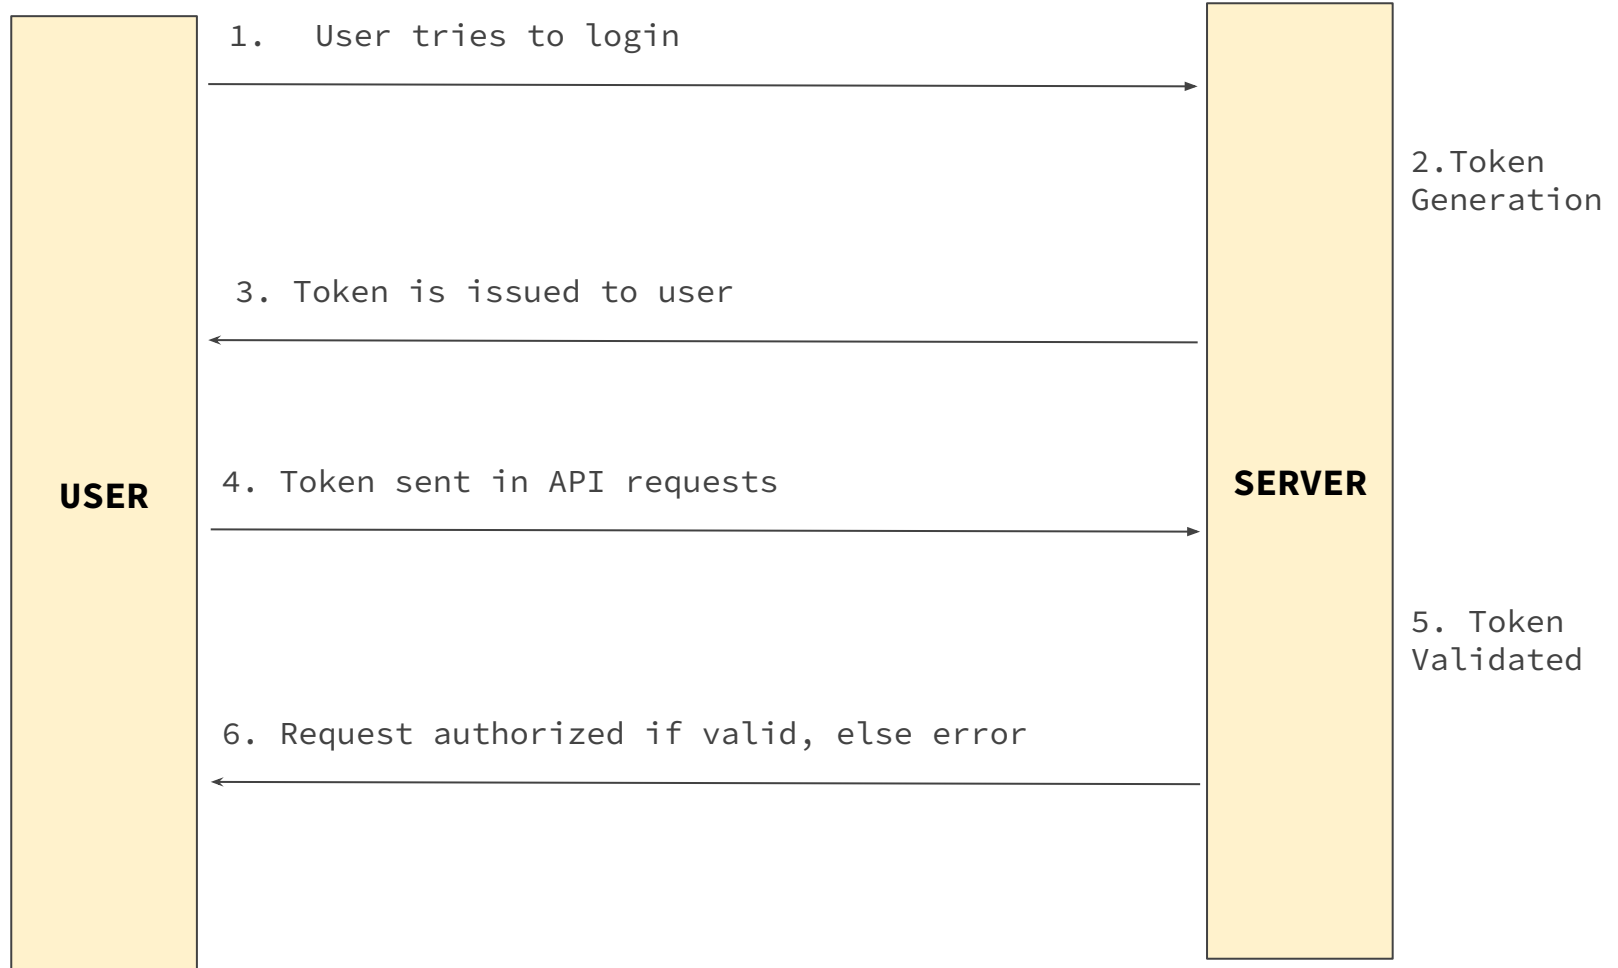 1. User tries to login
2.Token
Generation
3. Token is issued to user
USER
4. Token sent in API requests
SERVER
5. Token
Validated
6. Request authorized if valid, else error